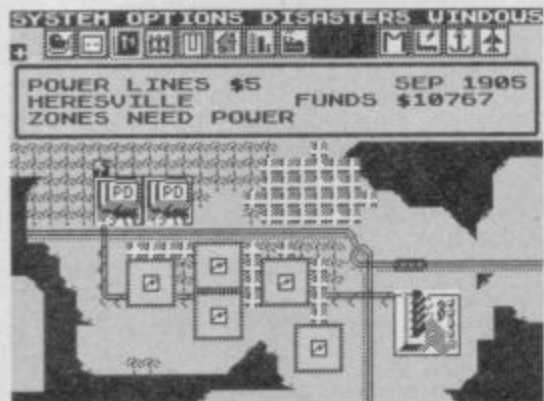 SYSTEM OPTIONS DISASTERS WINDOWS
POWER LINES $5 SEP 1905
HERESVILLE FUNDS $10767
ZONES NEED POWER
PD PD